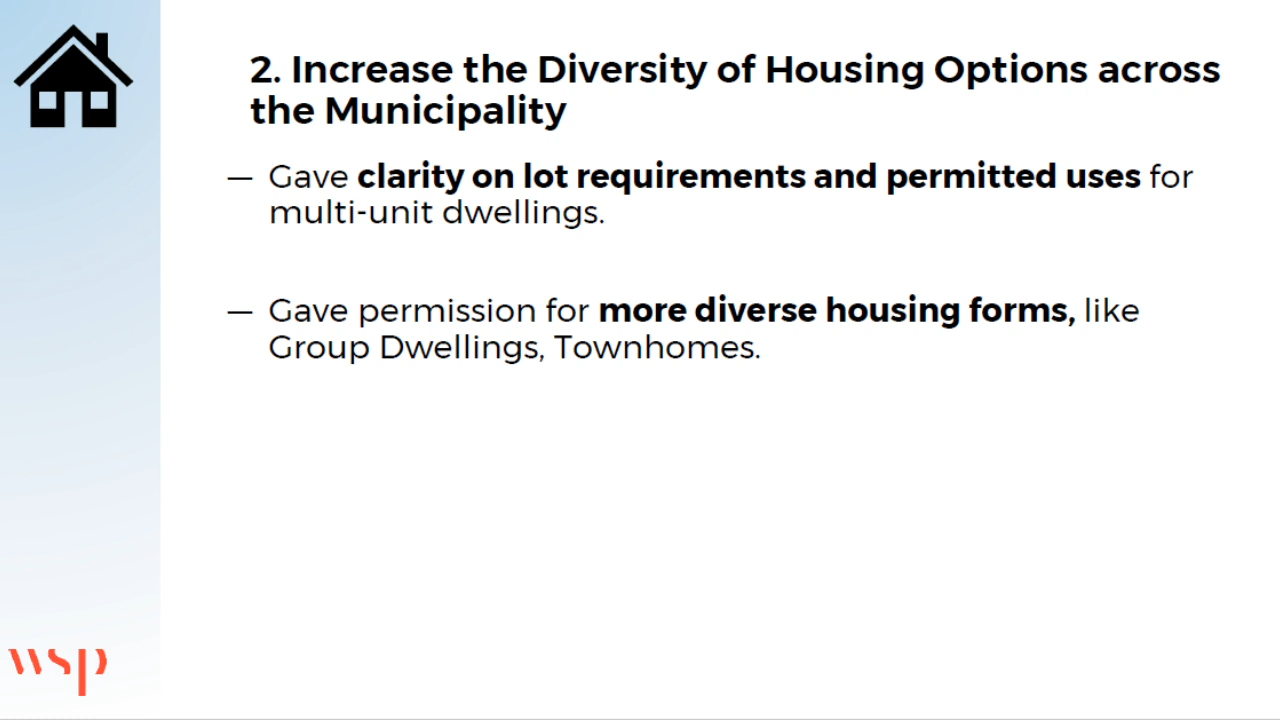 2. Increase the Diversity of Housing Options across
the Municipality
— Gave clarity on lot requirements and permitted uses for
multi-unit dwellings.
— Gave permission for more diverse housing forms, like
Group Dwellings, Townhomes.
wsp